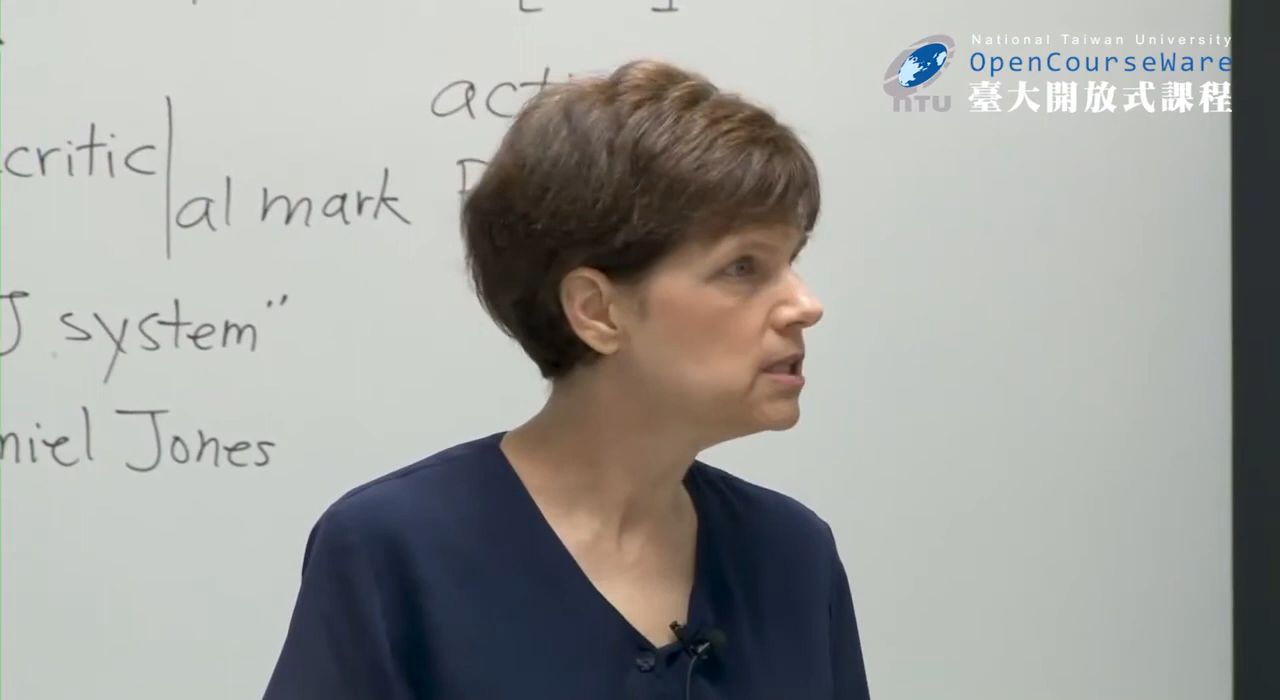 National Taiwan University
OpenCourseWare
臺大開放式課程
NTU
critic
al mark
J system”
niel Jones